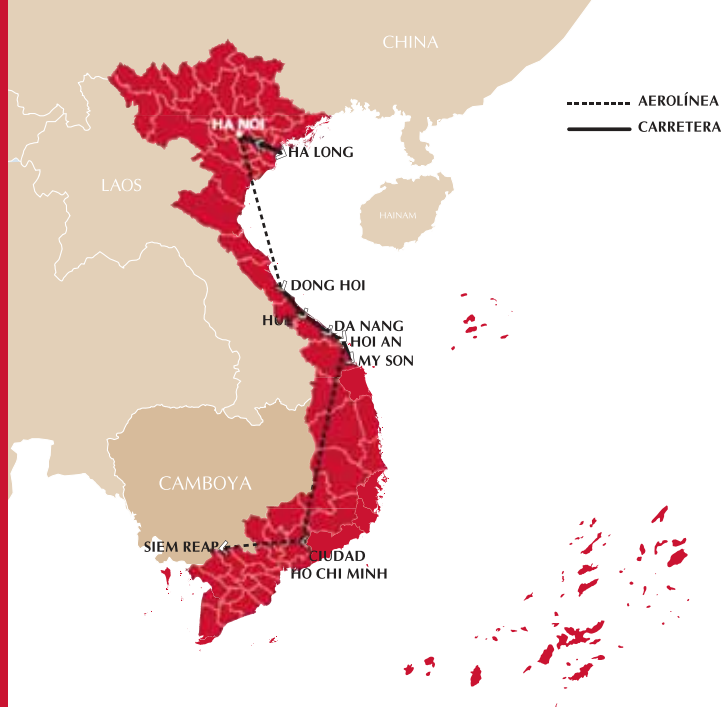 CHINA
AEROLÍNEA
CARRETERA
HA NOI
HA LONG
LAOS
HAINAM
DONG HOI
HUE
DA NANG
HOI AN
MY SON
CAMBOYA
SIEM REAP
CIUDAD
HO CHI MINH